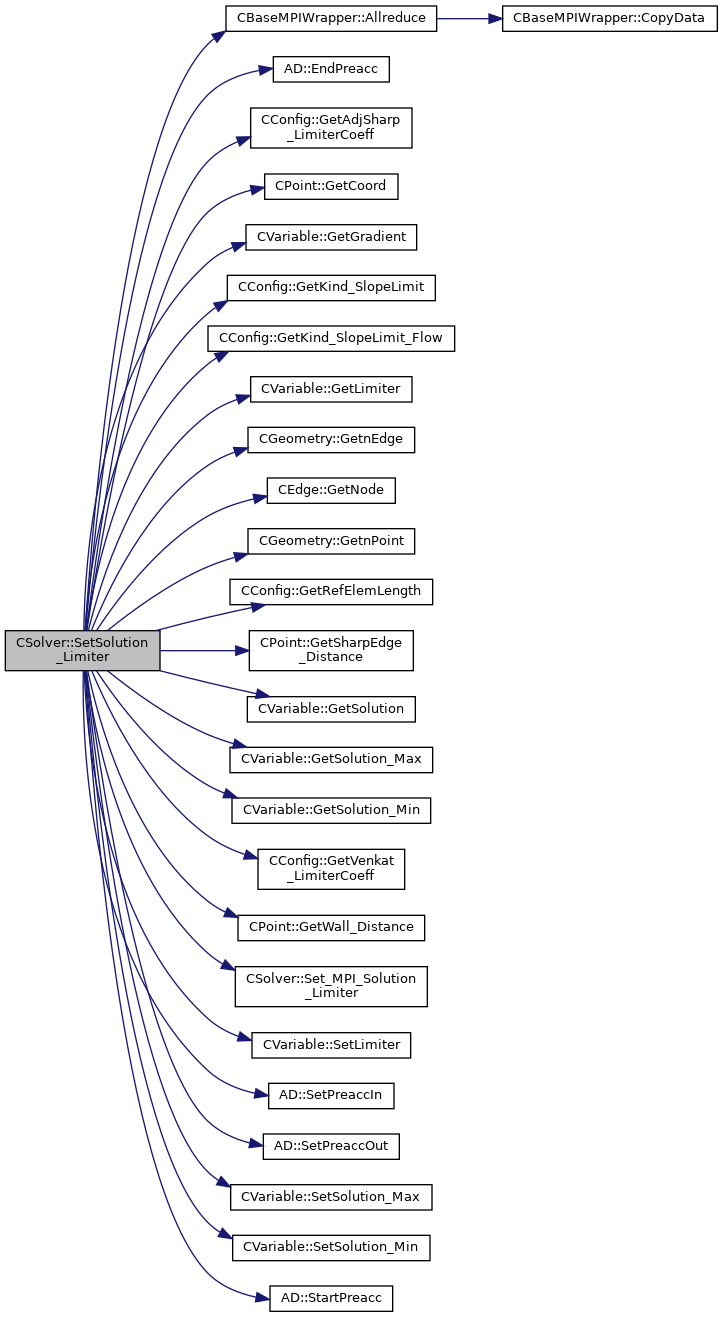 CBaseMPIWrapper::Allreduce
CBaseMPIWrapper::CopyData
AD::EndPreacc
CConfig::GetAdjSharp
_LimiterCoeff
CPoint::GetCoord
CVariable::GetGradient
CConfig::GetKind_SlopeLimit
CConfig::GetKind_SlopeLimit_Flow
CVariable::GetLimiter
CGeometry::GetnEdge
CEdge::GetNode
CGeometry::GetnPoint
CConfig::GetRefElemLength
CSolver::SetSolution
_Limiter
CPoint::GetSharpEdge
_Distance
CVariable::GetSolution
CVariable::GetSolution_Max
CVariable::GetSolution_Min
CConfig::GetVenkat
_LimiterCoeff
CPoint::GetWall_Distance
CSolver::Set_MPI_Solution
_Limiter
CVariable::SetLimiter
AD::SetPreaccIn
AD::SetPreaccOut
CVariable::SetSolution_Max
CVariable::SetSolution_Min
AD::StartPreacc